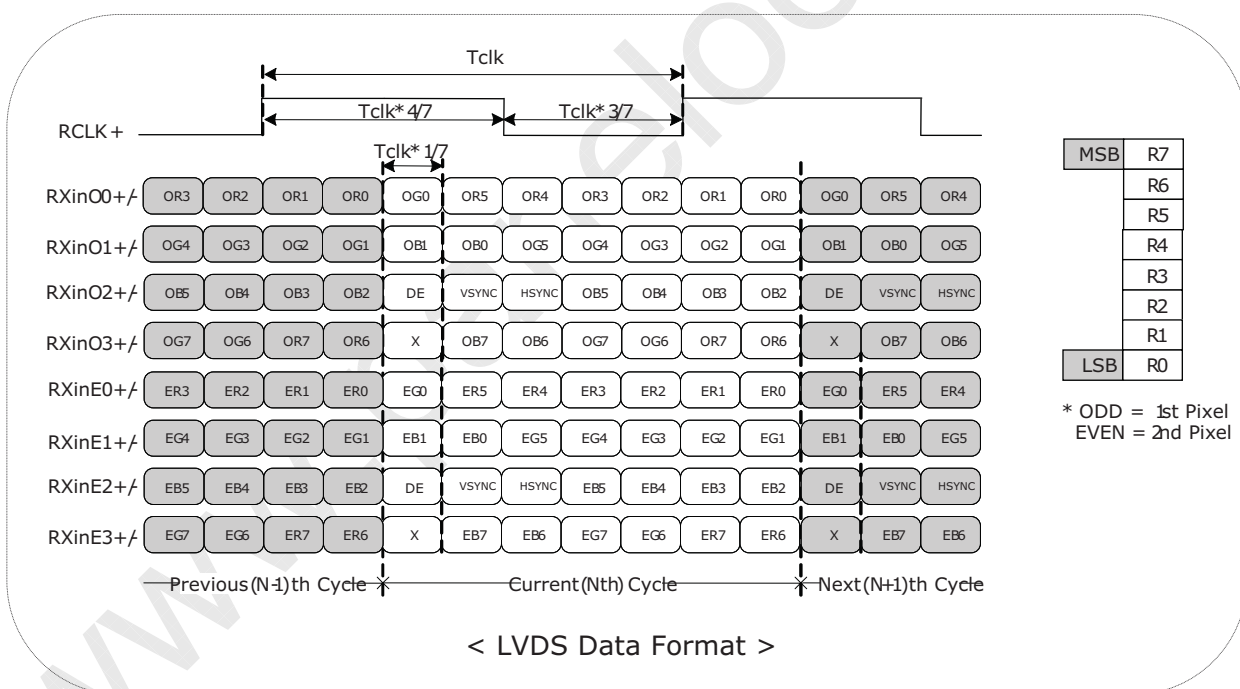 Tclk
Tclk* 4/7 Tclk* 3/7
RCLK +
Tclk* 1/7
MSB R7
R6
R5
R4
R3
R2
R1
LSB R0
* ODD = 1st Pixel
EVEN = 2nd Pixel
RXinO0+/- OR3 OR2 OR1 OR0 OG0 OR5 OR4 OR3 OR2 OR1 OR0 OG0 OR5 OR4
RXinO1+/- OG4 OG3 OG2 OG1 OB1 OB0 OG5 OG4 OG3 OG2 OG1 OB1 OB0 OG5
RXinO2+/- OB5 OB4 OB3 OB2 DE VSYNC HSYNC OB5 OB4 OB3 OB2 DE VSYNC HSYNC
RXinO3+/- OG7 OG6 OR7 OR6 X OB7 OB6 OG7 OG6 OR7 OR6 X OB7 OB6
RXinE0+/- ER3 ER2 ER1 ER0 EG0 ER5 ER4 ER3 ER2 ER1 ER0 EG0 ER5 ER4
RXinE1+/- EG4 EG3 EG2 EG1 EB1 EB0 EG5 EG4 EG3 EG2 EG1 EB1 EB0 EG5
RXinE2+/- EB5 EB4 EB3 EB2 DE VSYNC HSYNC EB5 EB4 EB3 EB2 DE VSYNC HSYNC
RXinE3+/- EG7 EG6 ER7 ER6 X EB7 EB6 EG7 EG6 ER7 ER6 X EB7 EB6
Previous(N-1)th Cycle Current(Nth) Cycle Next(N+1)th Cycle
< LVDS Data Format >